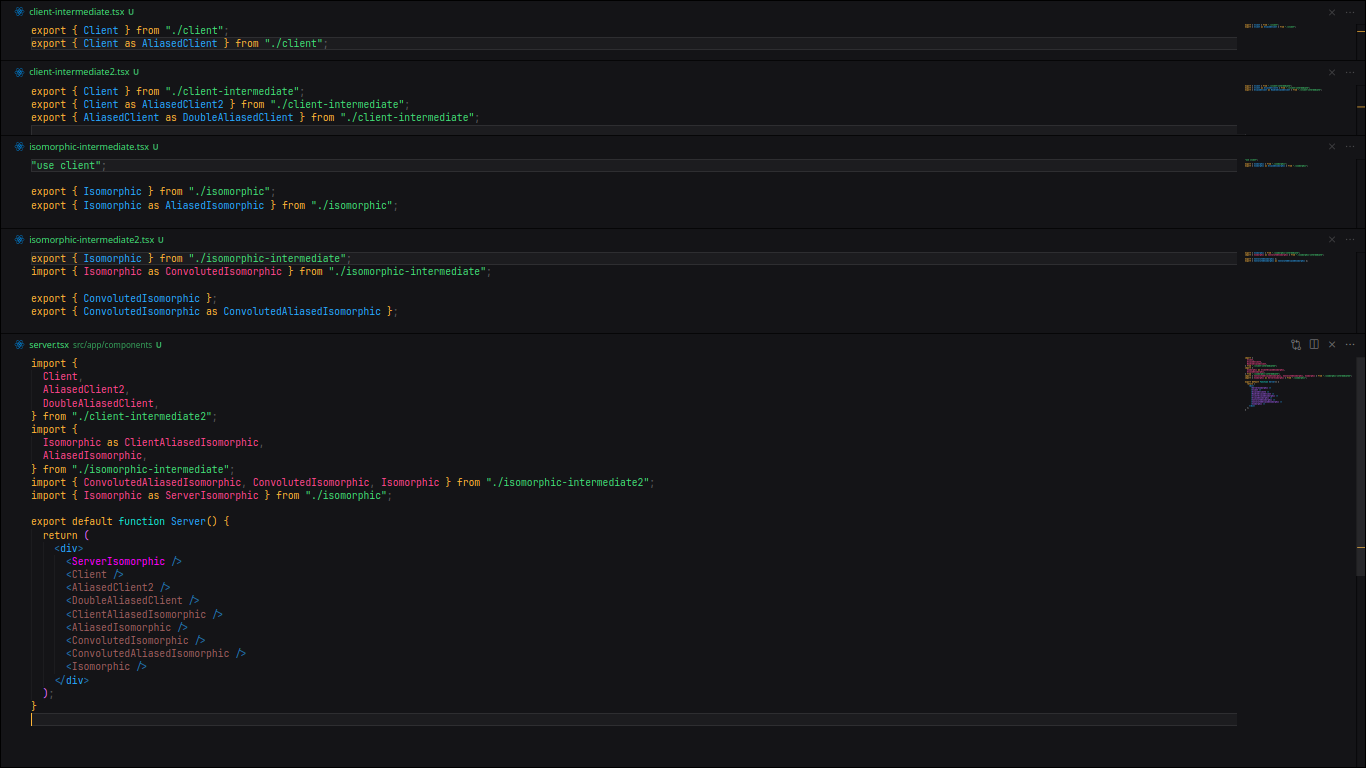 client-intermediate.tsx U
export { Client } from "./client";
export { Client as AliasedClient } from "./client";
client-intermediate2.tsx U
export { Client } from "./client-intermediate";
export { Client as AliasedClient2 } from "./client-intermediate";
export { AliasedClient as DoubleAliasedClient } from "./client-intermediate";
isomorphic-intermediate.tsx U
"use client";
export { Isomorphic } from "./isomorphic";
export { Isomorphic as AliasedIsomorphic } from "./isomorphic";
isomorphic-intermediate2.tsx U
export { Isomorphic } from "./isomorphic-intermediate";
import { Isomorphic as ConvolutedIsomorphic } from "./isomorphic-intermediate";
export { ConvolutedIsomorphic };
export { ConvolutedIsomorphic as ConvolutedAliasedIsomorphic };
server.tsx src/app/components U
import {
  Client,
  AliasedClient2,
  DoubleAliasedClient,
} from "./client-intermediate2";
import {
  Isomorphic as ClientAliasedIsomorphic,
  AliasedIsomorphic,
} from "./isomorphic-intermediate";
import { ConvolutedAliasedIsomorphic, ConvolutedIsomorphic, Isomorphic } from "./isomorphic-intermediate2";
import { Isomorphic as ServerIsomorphic } from "./isomorphic";
export default function Server() {
  return (
    <div>
      <ServerIsomorphic />
      <Client />
      <AliasedClient2 />
      <DoubleAliasedClient />
      <ClientAliasedIsomorphic />
      <AliasedIsomorphic />
      <ConvolutedIsomorphic />
      <ConvolutedAliasedIsomorphic />
      <Isomorphic />
    </div>
  );
}